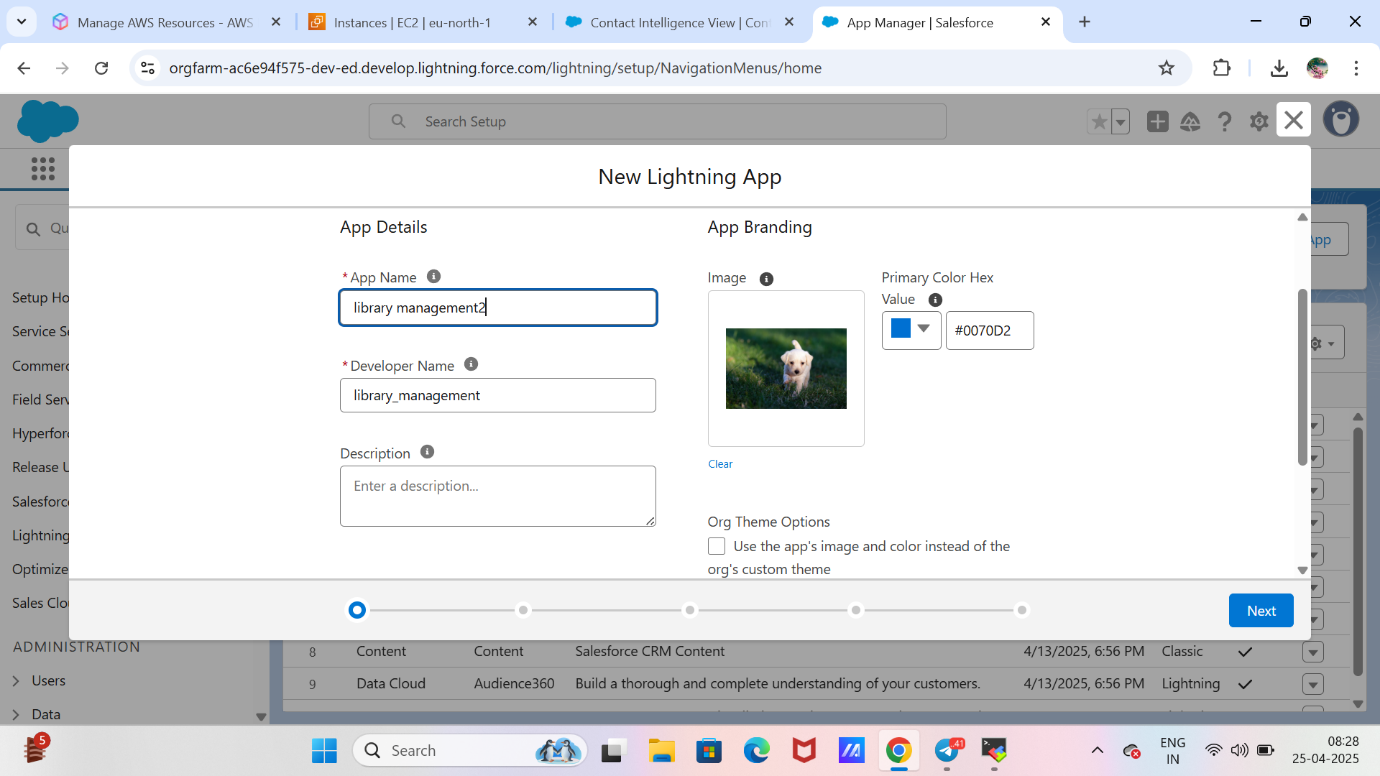 Manage AWS Resources - AWS
Instances | EC2 | eu-north-1
Contact Intelligence View | Con
App Manager | Salesforce
orgfarm-ac6e94f575-dev-ed.develop.lightning.force.com/lightning/setup/NavigationMenus/home
Search Setup
New Lightning App
App Details
App Branding
*App Name
library management2
*Developer Name
library_management
Description
Enter a description...
Image
Clear
Primary Color Hex
Value
#0070D2
Org Theme Options
Use the app's image and color instead of the
org's custom theme
Next
Qu
App
Setup Ho
Service Se
Commerc
Field Serv
Hyperforc
Release U
Salesforce
Lightning
Optimize
Sales Clou
ADMINISTRATION
Users
Data
8 Content Content Salesforce CRM Content 4/13/2025, 6:56 PM Classic
9 Data Cloud Audience360 Build a thorough and complete understanding of your customers. 4/13/2025, 6:56 PM Lightning
5
Search
41
ENG
IN
08:28
25-04-2025